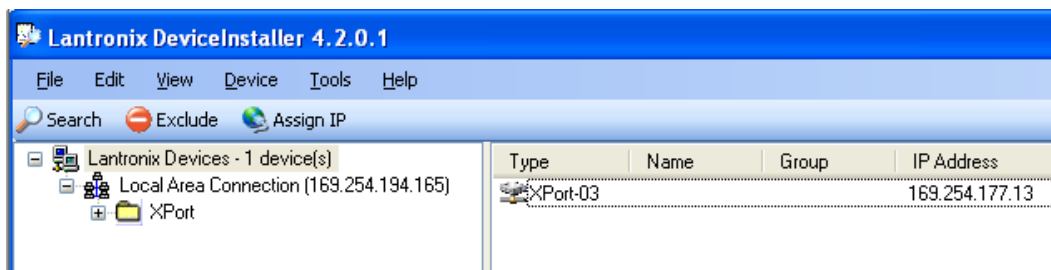 Lantronix DeviceInstaller 4.2.0.1
File Edit View Device Tools Help
Search Exclude Assign IP
Lantronix Devices - 1 device(s)
Local Area Connection (169.254.194.165)
XPort
Type Name Group IP Address
XPort-03 169.254.177.13